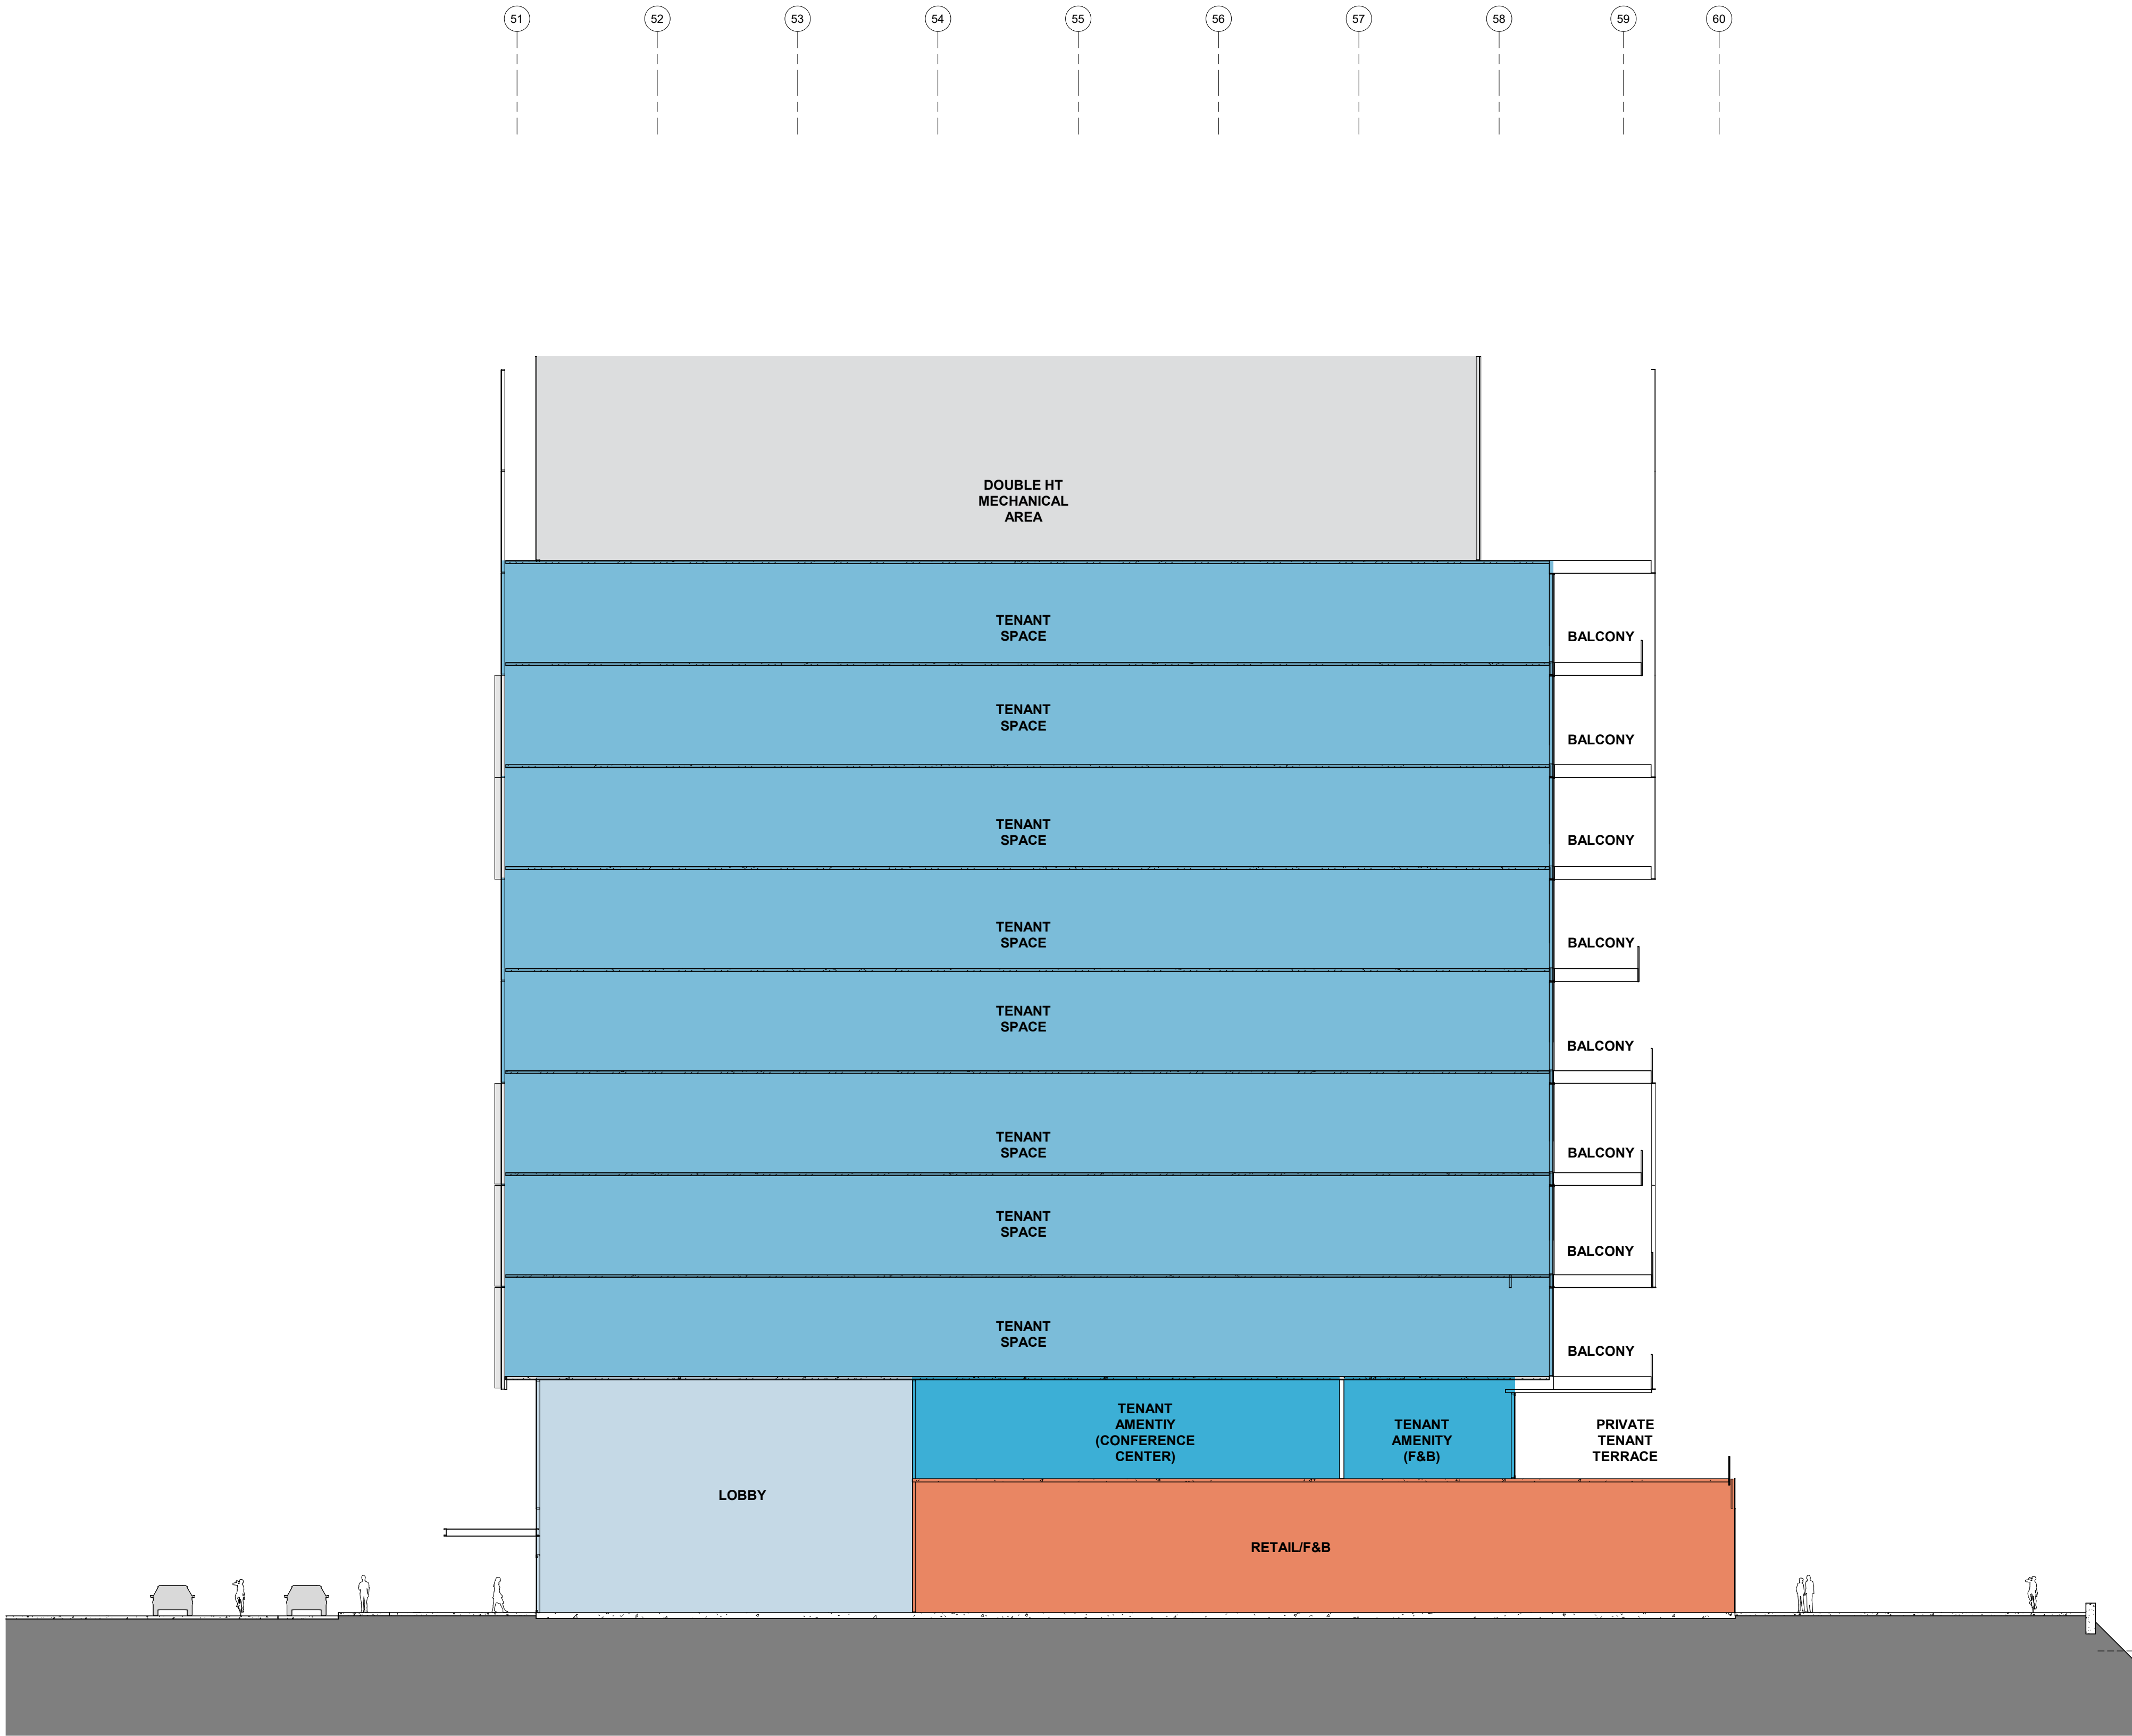 51 52 53 54 55 56 57 58 59 60
DOUBLE HT
MECHANICAL
AREA
TENANT
SPACE
BALCONY
TENANT
SPACE
BALCONY
TENANT
SPACE
BALCONY
TENANT
SPACE
BALCONY
TENANT
SPACE
BALCONY
TENANT
SPACE
BALCONY
TENANT
SPACE
BALCONY
TENANT
SPACE
BALCONY
TENANT
AMENTIY
(CONFERENCE
CENTER)
TENANT
AMENITY
(F&B)
PRIVATE
TENANT
TERRACE
LOBBY
RETAIL/F&B